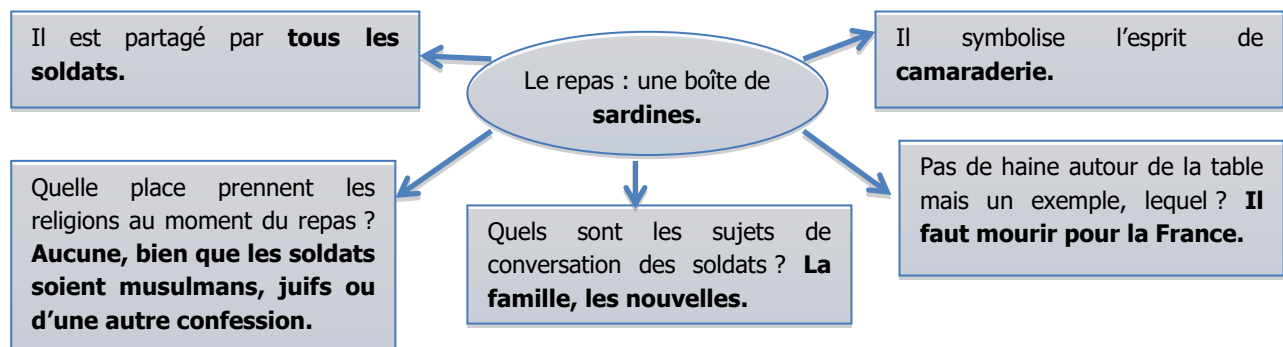 Il est partagé par tous les
soldats.
Le repas : une boîte de
sardines.
Il symbolise l'esprit de
camaraderie.
Quelle place prennent les
religions au moment du repas ?
Aucune, bien que les soldats
soient musulmans, juifs ou
d'une autre confession.
Quels sont les sujets de
conversation des soldats ? La
famille, les nouvelles.
Pas de haine autour de la table
mais un exemple, lequel ? Il
faut mourir pour la France.